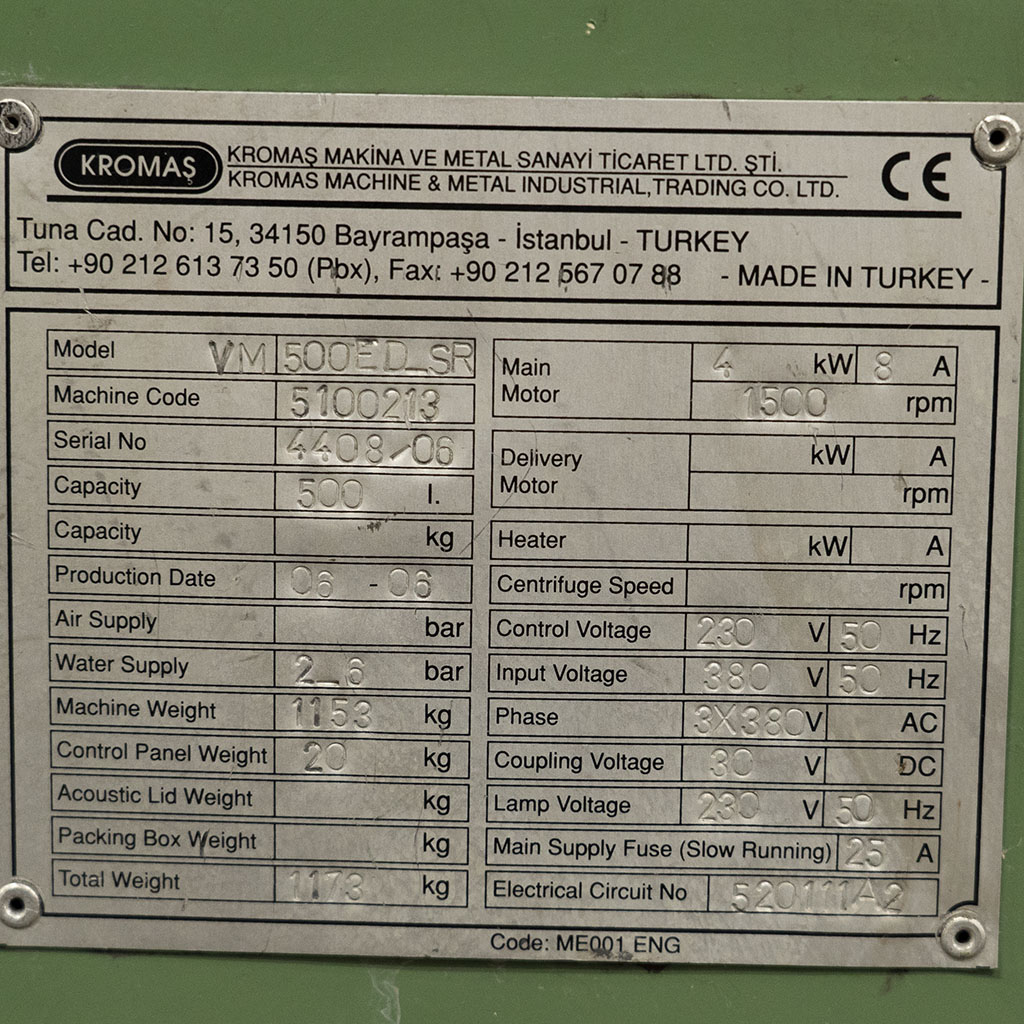 KROMAŞ
KROMAŞ MAKİNA VE METAL SANAYİ TİCARET LTD. ŞTİ.
KROMAS MACHINE & METAL INDUSTRIAL,TRADING CO. LTD.
CE
Tuna Cad. No: 15, 34150 Bayrampaşa - İstanbul - TURKEY
Tel: +90 212 613 73 50 (Pbx), Fax: +90 212 567 07 88 - MADE IN TURKEY -
Model VM 500ED_SR
Machine Code 5100213
Serial No 4408/06
Capacity 500 l.
Capacity kg
Production Date 06 - 06
Air Supply bar
Water Supply 2_6 bar
Machine Weight 1153 kg
Control Panel Weight 20 kg
Acoustic Lid Weight kg
Packing Box Weight kg
Total Weight 1173 kg
Main Motor 4 kW 8 A
1500 rpm
Delivery Motor kW A
rpm
Heater kW A
Centrifuge Speed rpm
Control Voltage 230 V 50 Hz
Input Voltage 380 V 50 Hz
Phase 3X380V AC
Coupling Voltage 30 V DC
Lamp Voltage 230 V 50 Hz
Main Supply Fuse (Slow Running) 25 A
Electrical Circuit No 520111A2
Code: ME001 ENG